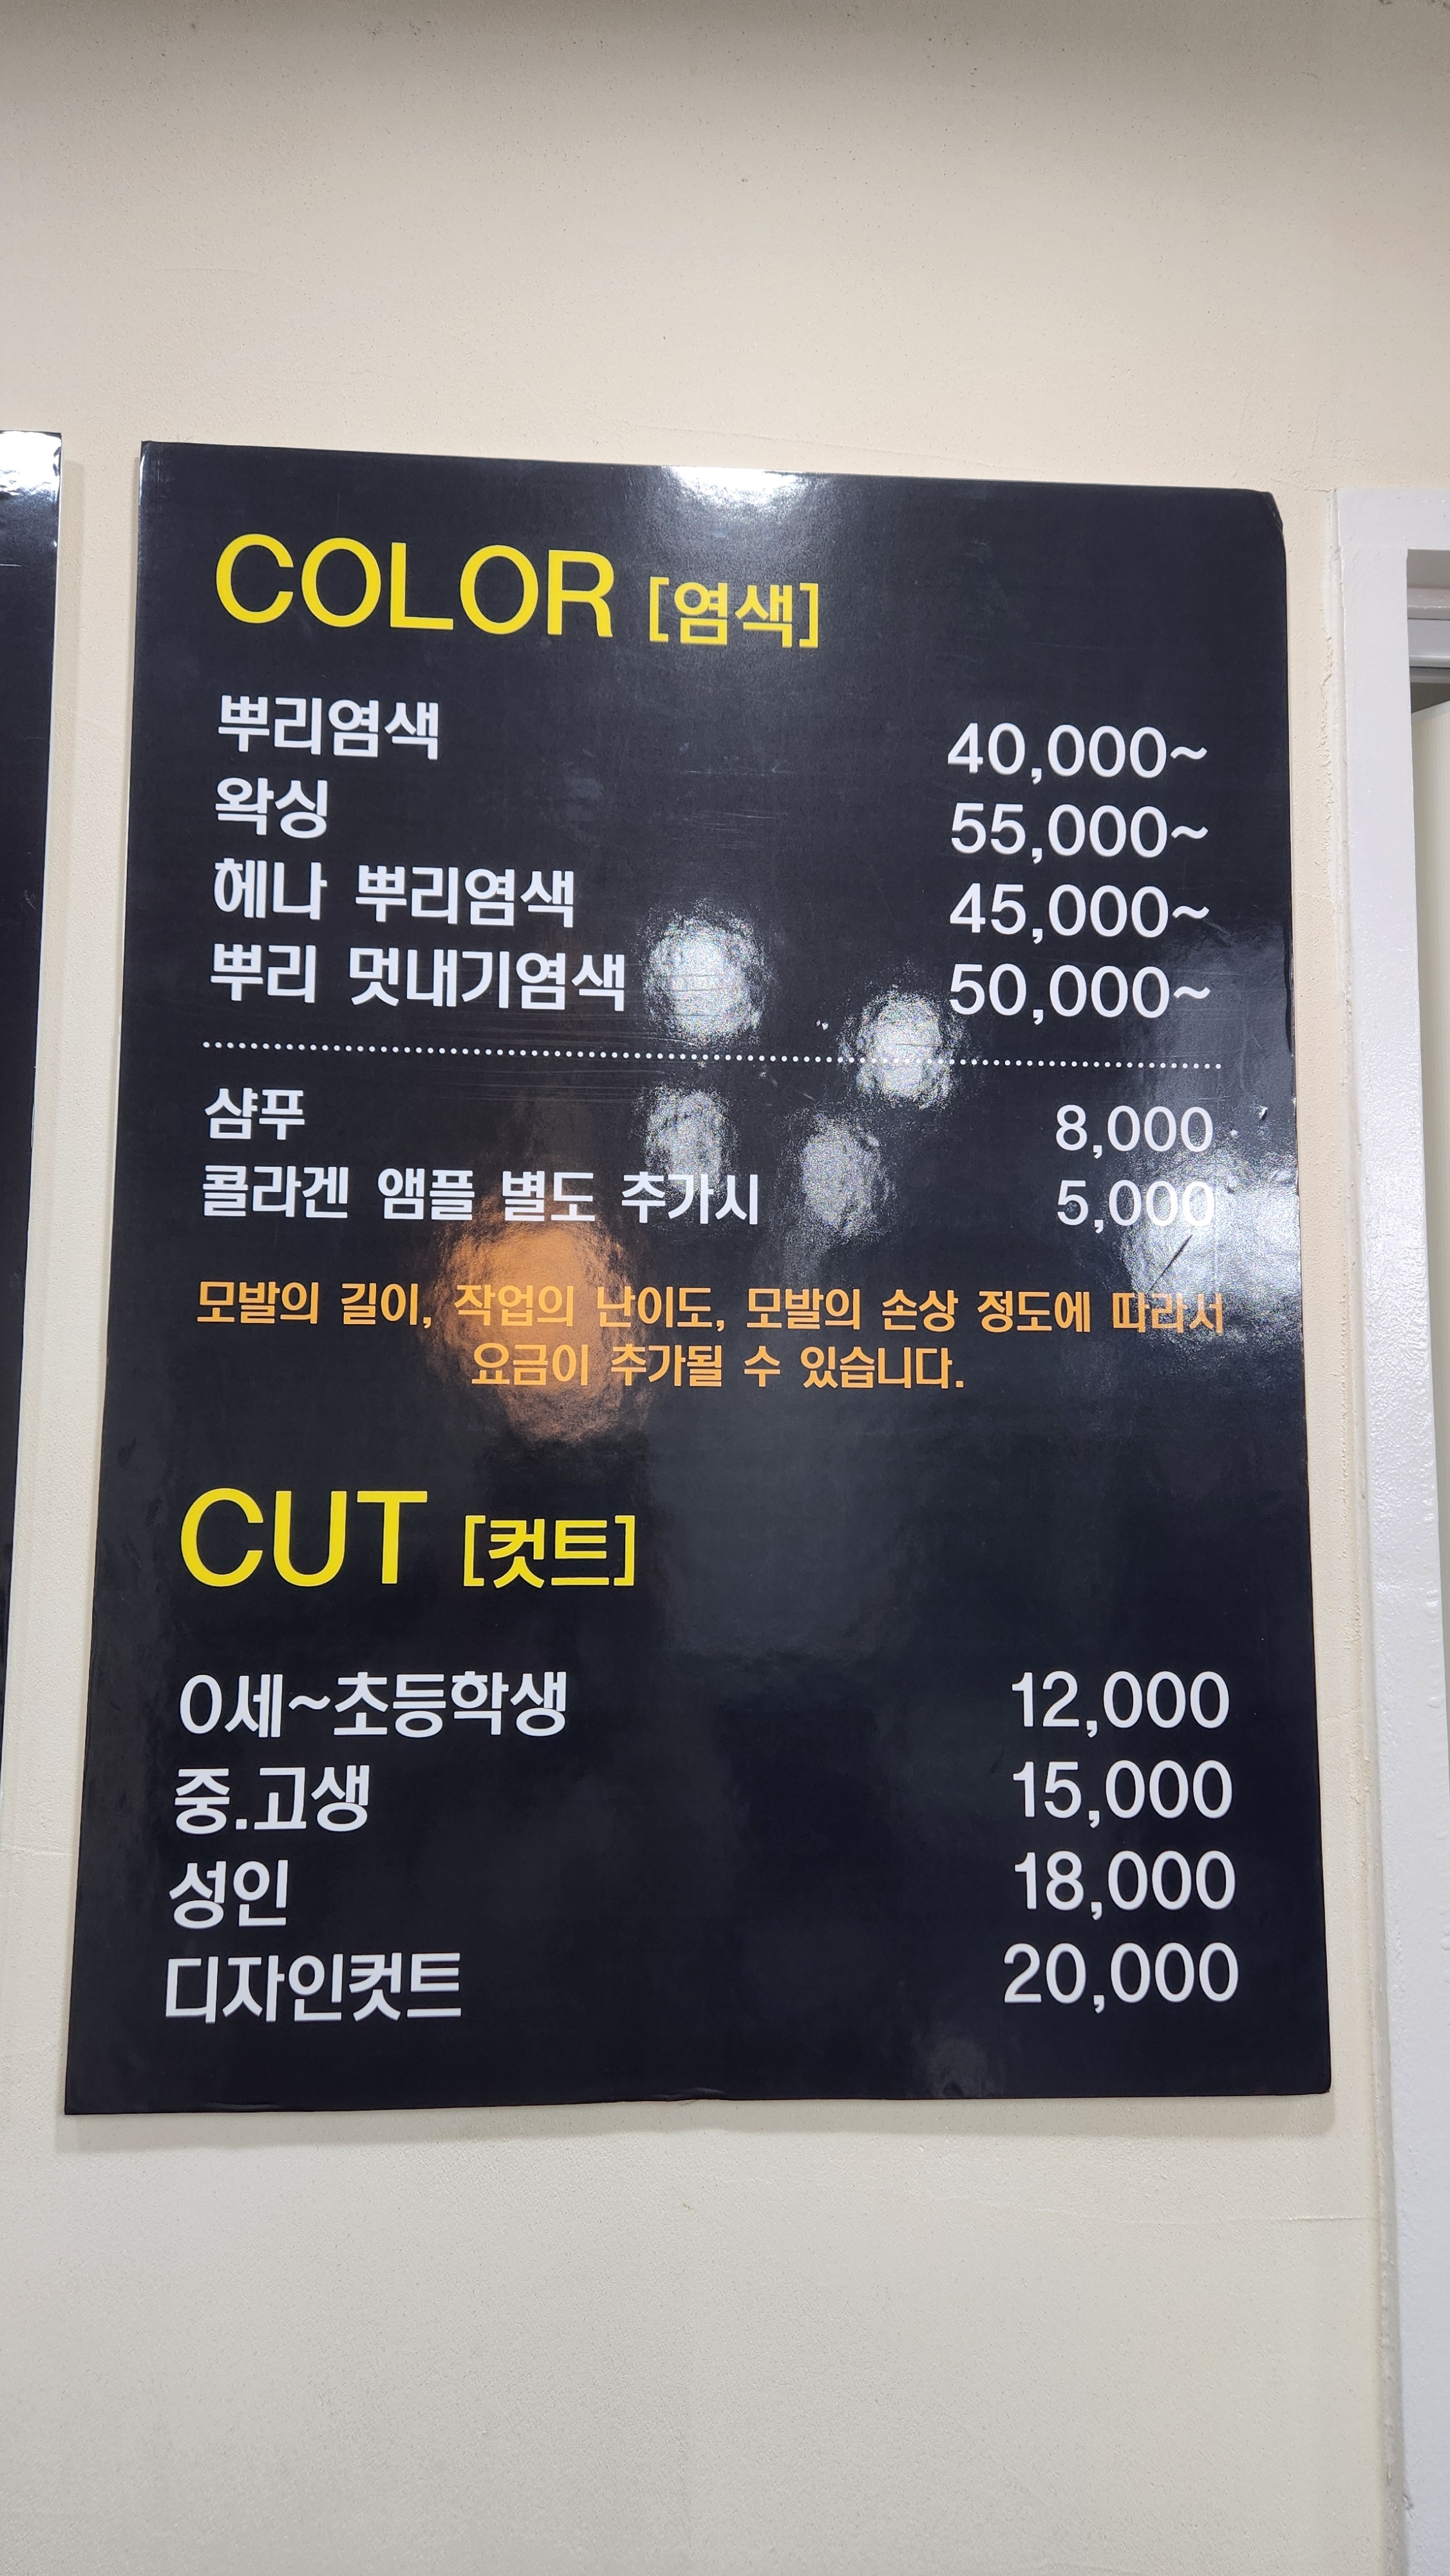 COLOR [염색]
뿌리염색 40,000~
왁싱 55,000~
헤나 뿌리염색 45,000~
뿌리 멋내기염색 50,000~
샴푸 8,000
콜라겐 앰플 별도 추가시 5,000
모발의 길이, 작업의 난이도, 모발의 손상 정도에 따라서
요금이 추가될 수 있습니다.
CUT [컷트]
0세~초등학생 12,000
중.고생 15,000
성인 18,000
디자인컷트 20,000